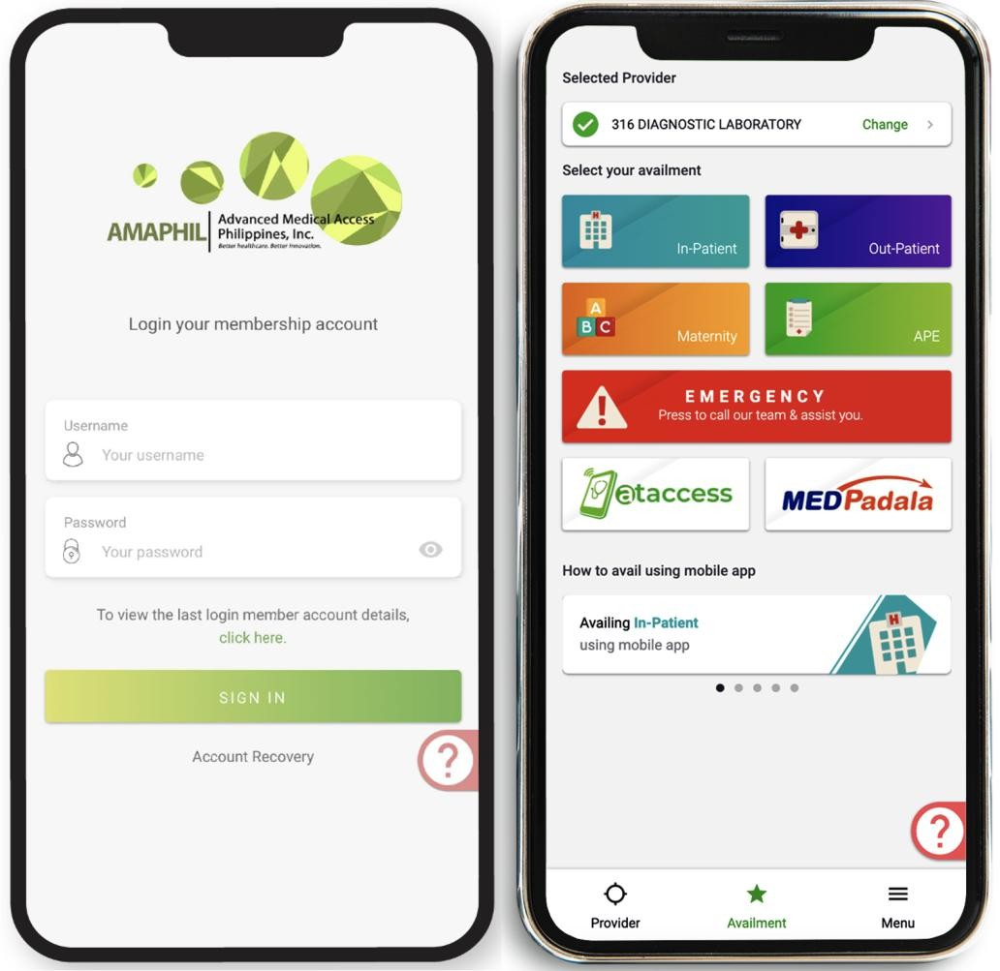 AMAPHIL
Advanced Medical Access
Philippines, Inc.
Better healthcare. Better Innovation.
Login your membership account
Username
Your username
Password
Your password
To view the last login member account details,
click here.
SIGN IN
Account Recovery
?
Selected Provider
316 DIAGNOSTIC LABORATORY
Change
Select your availment
H
In-Patient
Out-Patient
A
B C
Maternity
APE
EMERGENCY
Press to call our team & assist you.
@taccess
MEDPadala
How to avail using mobile app
Availing In-Patient
using mobile app
H
?
Provider
Availment
Menu